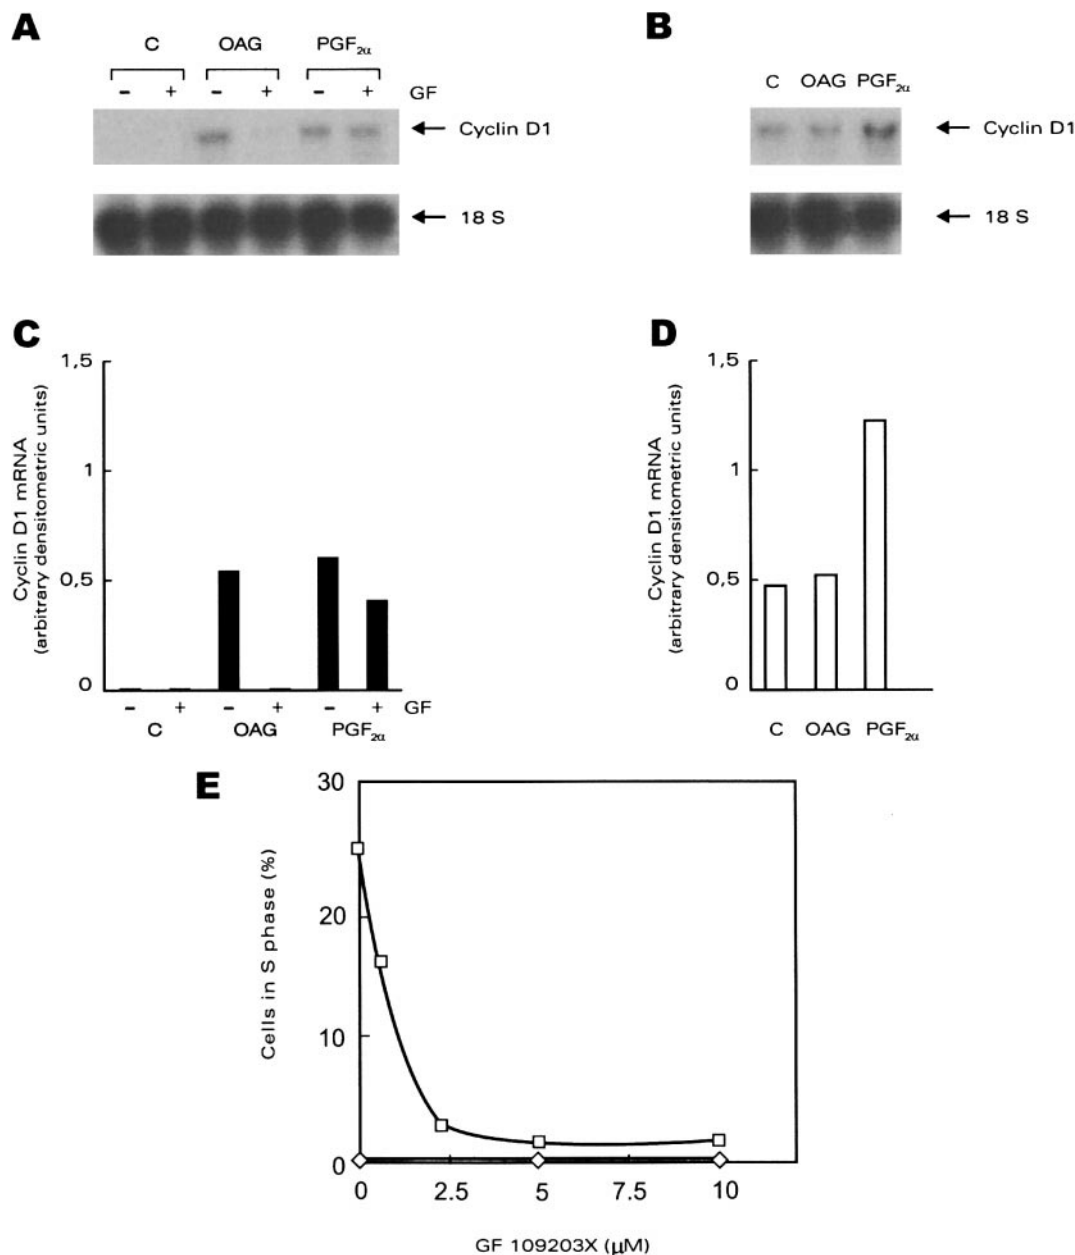 A
C OAG PGF2α
– + – + – + GF
← Cyclin D1
← 18 S
B
C OAG PGF2α
← Cyclin D1
← 18 S
C
Cyclin D1 mRNA
(arbitrary densitometric units)
1,5
1
0,5
0
– + – + – + GF
C OAG PGF2α
D
Cyclin D1 mRNA
(arbitrary densitometric units)
1,5
1
0,5
0
C OAG PGF2α
E
Cells in S phase (%)
30
20
10
0
0 2.5 5 7.5 10
GF 109203X (μM)